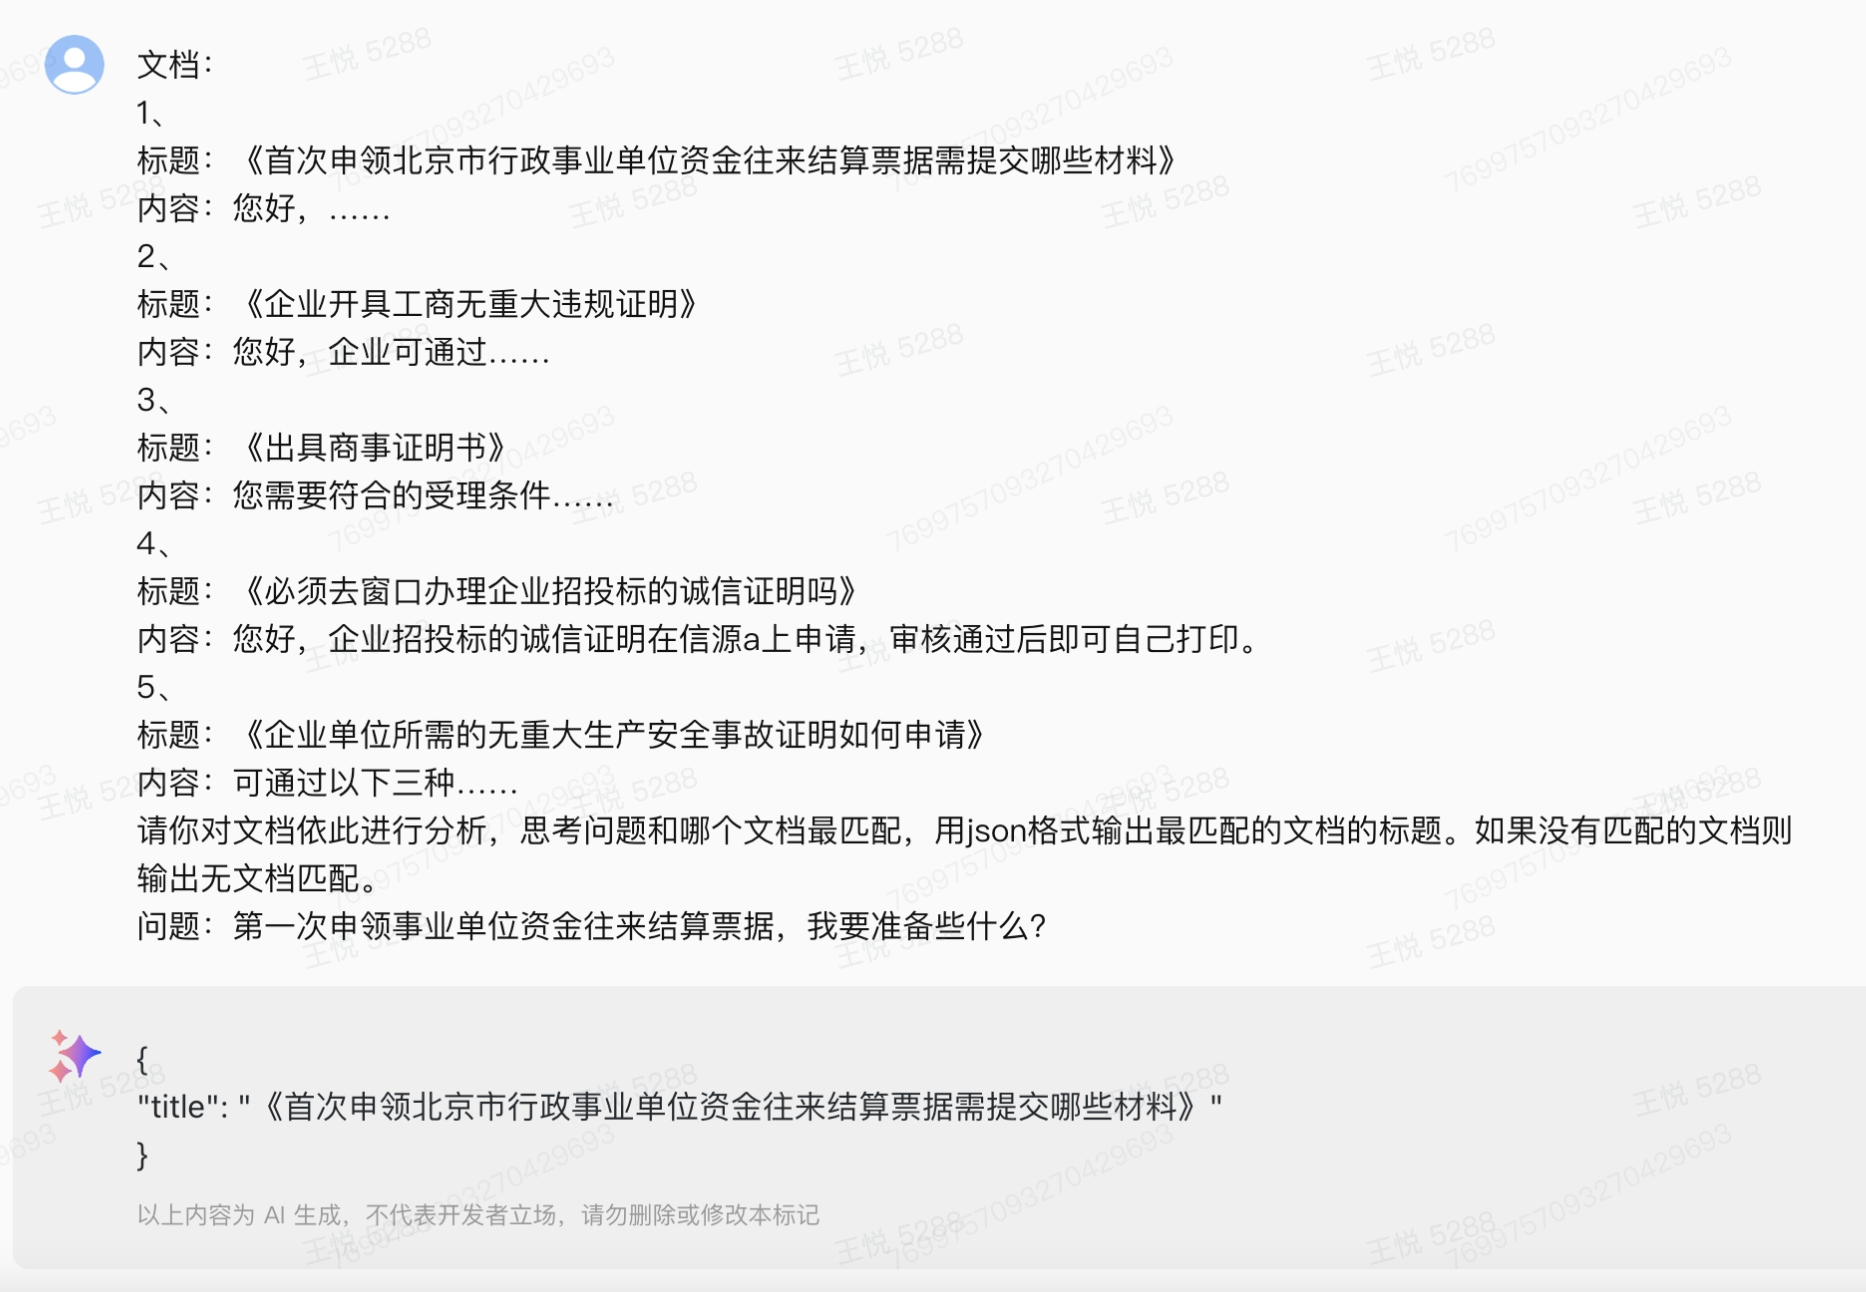 文档：
1、
标题：《首次申领北京市行政事业单位资金往来结算票据需提交哪些材料》
内容：您好，……
2、
标题：《企业开具工商无重大违规证明》
内容：您好，企业可通过……
3、
标题：《出具商事证明书》
内容：您需要符合的受理条件……
4、
标题：《必须去窗口办理企业招投标的诚信证明吗》
内容：您好，企业招投标的诚信证明在信源a上申请，审核通过后即可自己打印。
5、
标题：《企业单位所需的无重大生产安全事故证明如何申请》
内容：可通过以下三种……
请你对文档依此进行分析，思考问题和哪个文档最匹配，用json格式输出最匹配的文档的标题。如果没有匹配的文档则
输出无文档匹配。
问题：第一次申领事业单位资金往来结算票据，我要准备些什么？
{
"title": "《首次申领北京市行政事业单位资金往来结算票据需提交哪些材料》"
}
以上内容为 AI 生成，不代表开发者立场，请勿删除或修改本标记
王悦 5288
7699757093270429693